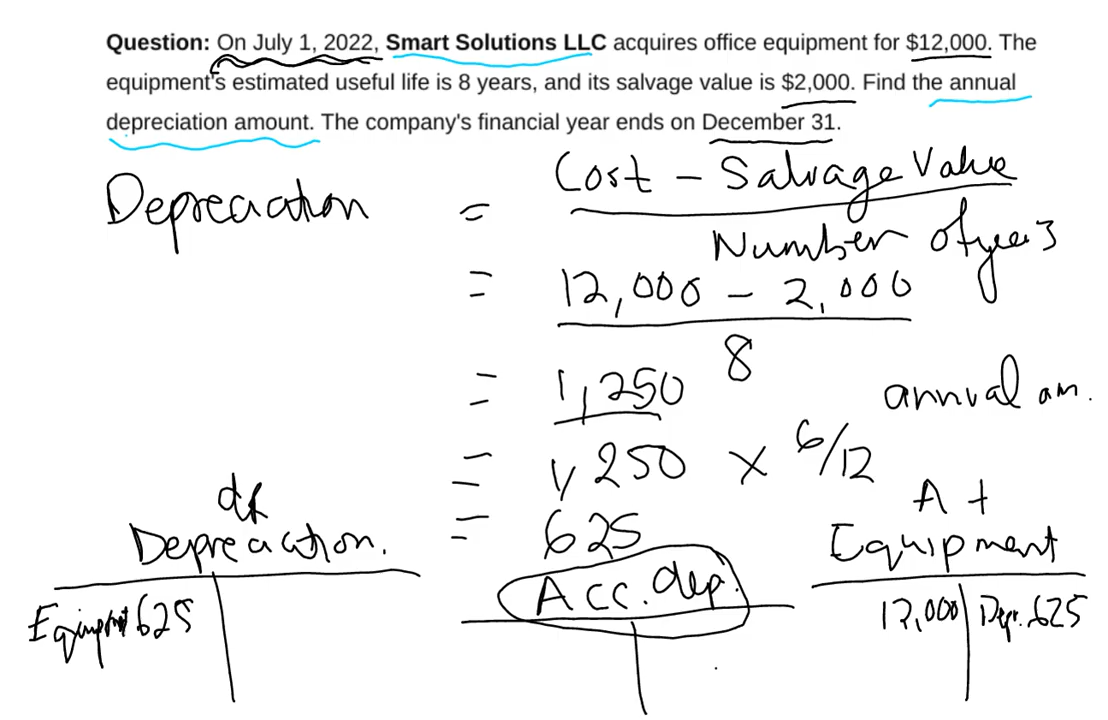 Question: On July 1, 2022, Smart Solutions LLC acquires office equipment for $12,000. The
equipment's estimated useful life is 8 years, and its salvage value is $2,000. Find the annual
depreciation amount. The company's financial year ends on December 31.
Depreciation = Cost - Salvage Value
Number of years
= 12,000 - 2,000
8
= 1,250 annual am.
= 1,250 x 6/12
= 625
dr
Depreciation.
Equipment 625
Acc. dep.
A +
Equipment
12,000 Dep. 625